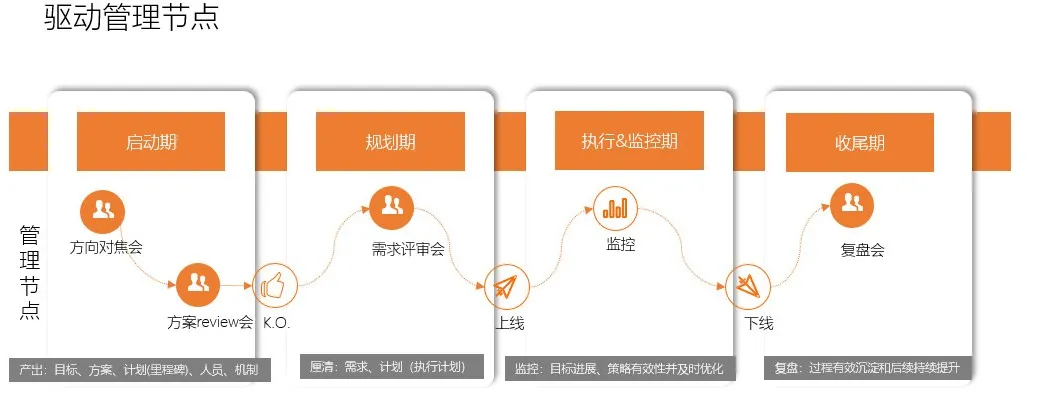 驱动管理节点
启动期
规划期
执行&监控期
收尾期
管理节点
方向对焦会
方案review会
K.O.
需求评审会
上线
监控
下线
复盘会
产出：目标、方案、计划(里程碑)、人员、机制
厘清：需求、计划（执行计划）
监控：目标进展、策略有效性并及时优化
复盘：过程有效沉淀和后续持续提升